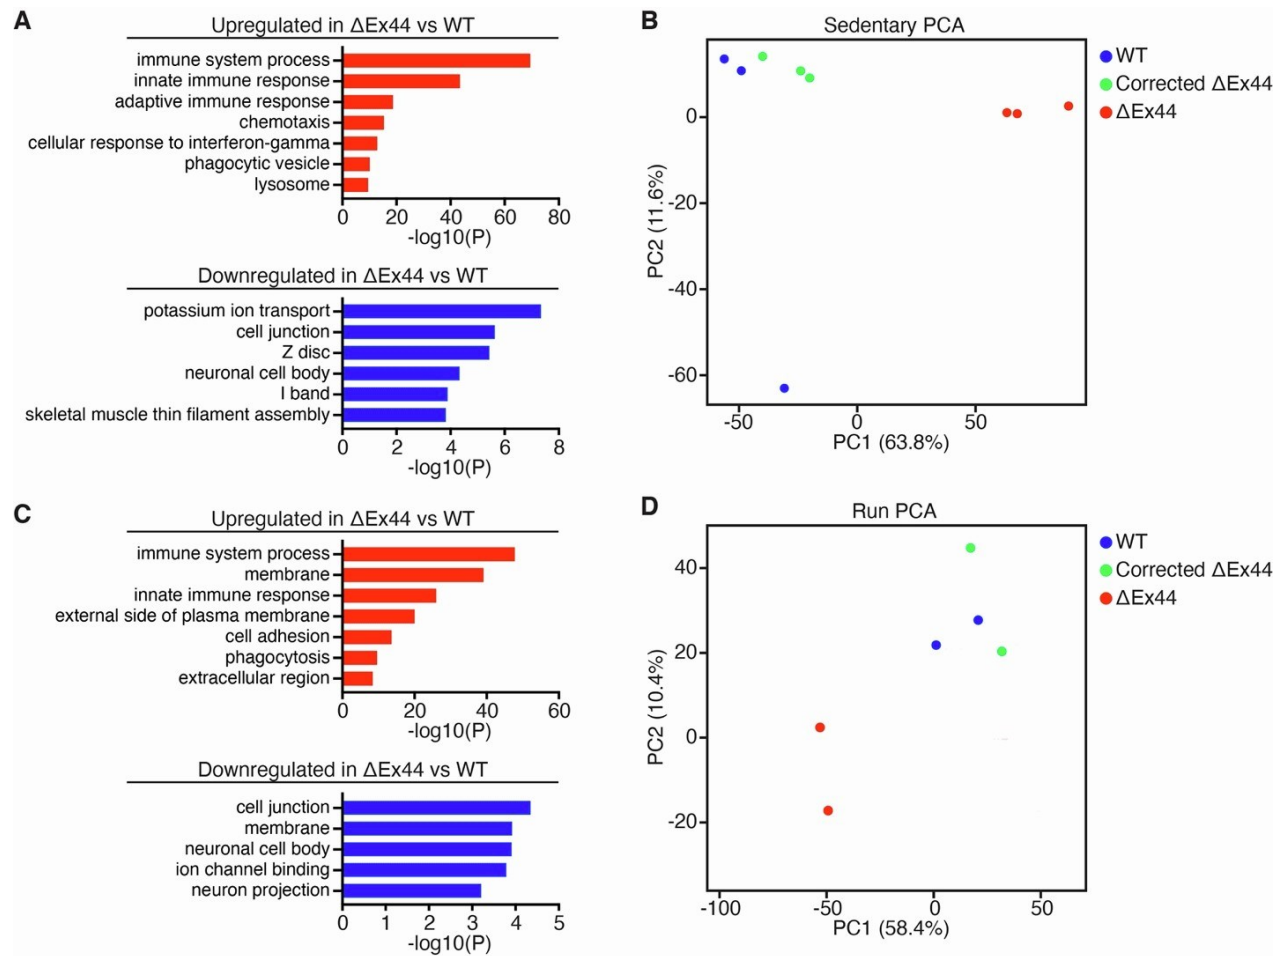 A
Upregulated in ΔEx44 vs WT
immune system process
innate immune response
adaptive immune response
chemotaxis
cellular response to interferon-gamma
phagocytic vesicle
lysosome
0 20 40 60 80
-log10(P)
Downregulated in ΔEx44 vs WT
potassium ion transport
cell junction
Z disc
neuronal cell body
I band
skeletal muscle thin filament assembly
0 2 4 6 8
-log10(P)
B
Sedentary PCA
WT
Corrected ΔEx44
ΔEx44
0
-20
-40
-60
PC2 (11.6%)
-50 0 50
PC1 (63.8%)
C
Upregulated in ΔEx44 vs WT
immune system process
membrane
innate immune response
external side of plasma membrane
cell adhesion
phagocytosis
extracellular region
0 20 40 60
-log10(P)
Downregulated in ΔEx44 vs WT
cell junction
membrane
neuronal cell body
ion channel binding
neuron projection
0 1 2 3 4 5
-log10(P)
D
Run PCA
WT
Corrected ΔEx44
ΔEx44
40
20
0
-20
PC2 (10.4%)
-100 -50 0 50
PC1 (58.4%)